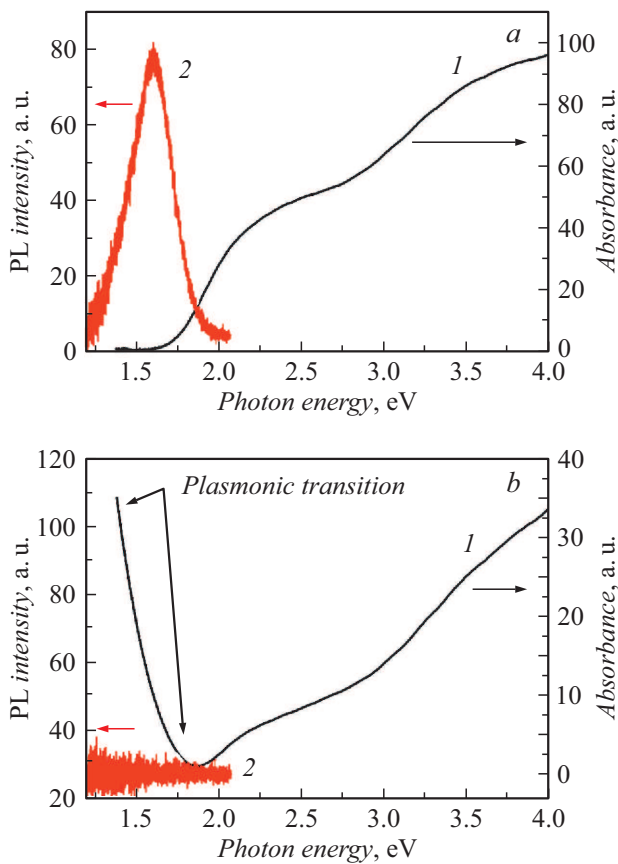 a
2
1
80
60
40
20
0
PL intensity, a. u.
100
80
60
40
20
0
Absorbance, a. u.
1.5 2.0 2.5 3.0 3.5 4.0
Photon energy, eV
b
Plasmonic transition
1
2
120
100
80
60
40
20
PL intensity, a. u.
40
30
20
10
0
Absorbance, a. u.
1.5 2.0 2.5 3.0 3.5 4.0
Photon energy, eV